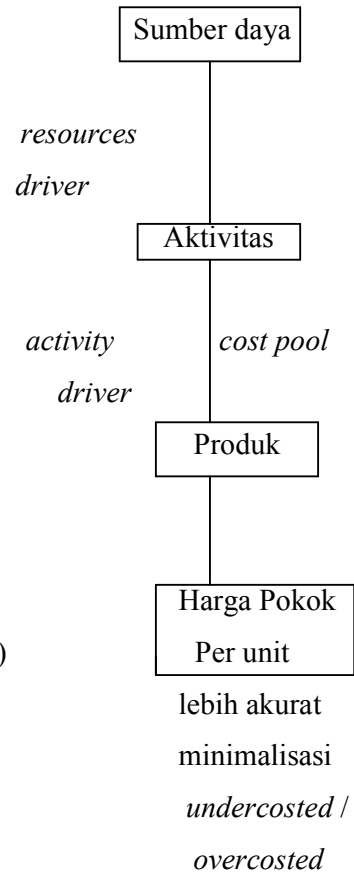 Sumber daya
resources
driver
Aktivitas
activity cost pool
driver
Produk
Harga Pokok
) Per unit
lebih akurat
minimalisasi
undercosted /
overcosted